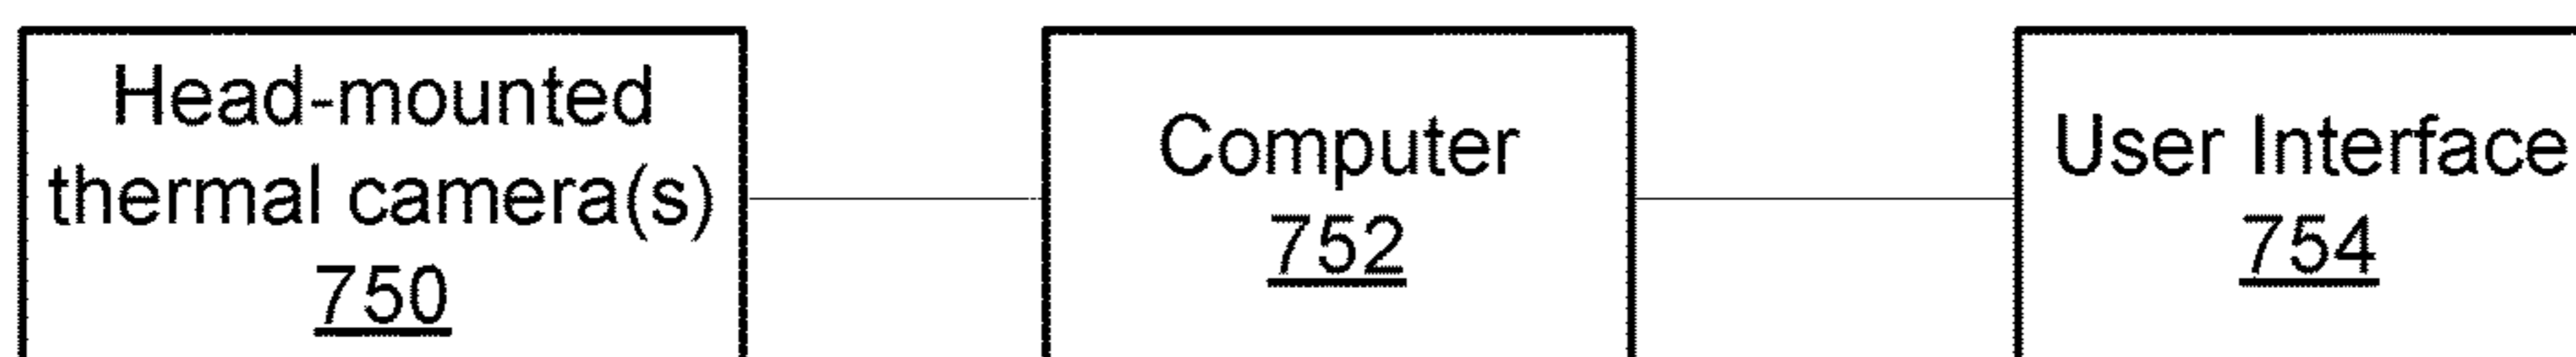 Head-mounted
thermal camera(s)
750
Computer
752
User Interface
754